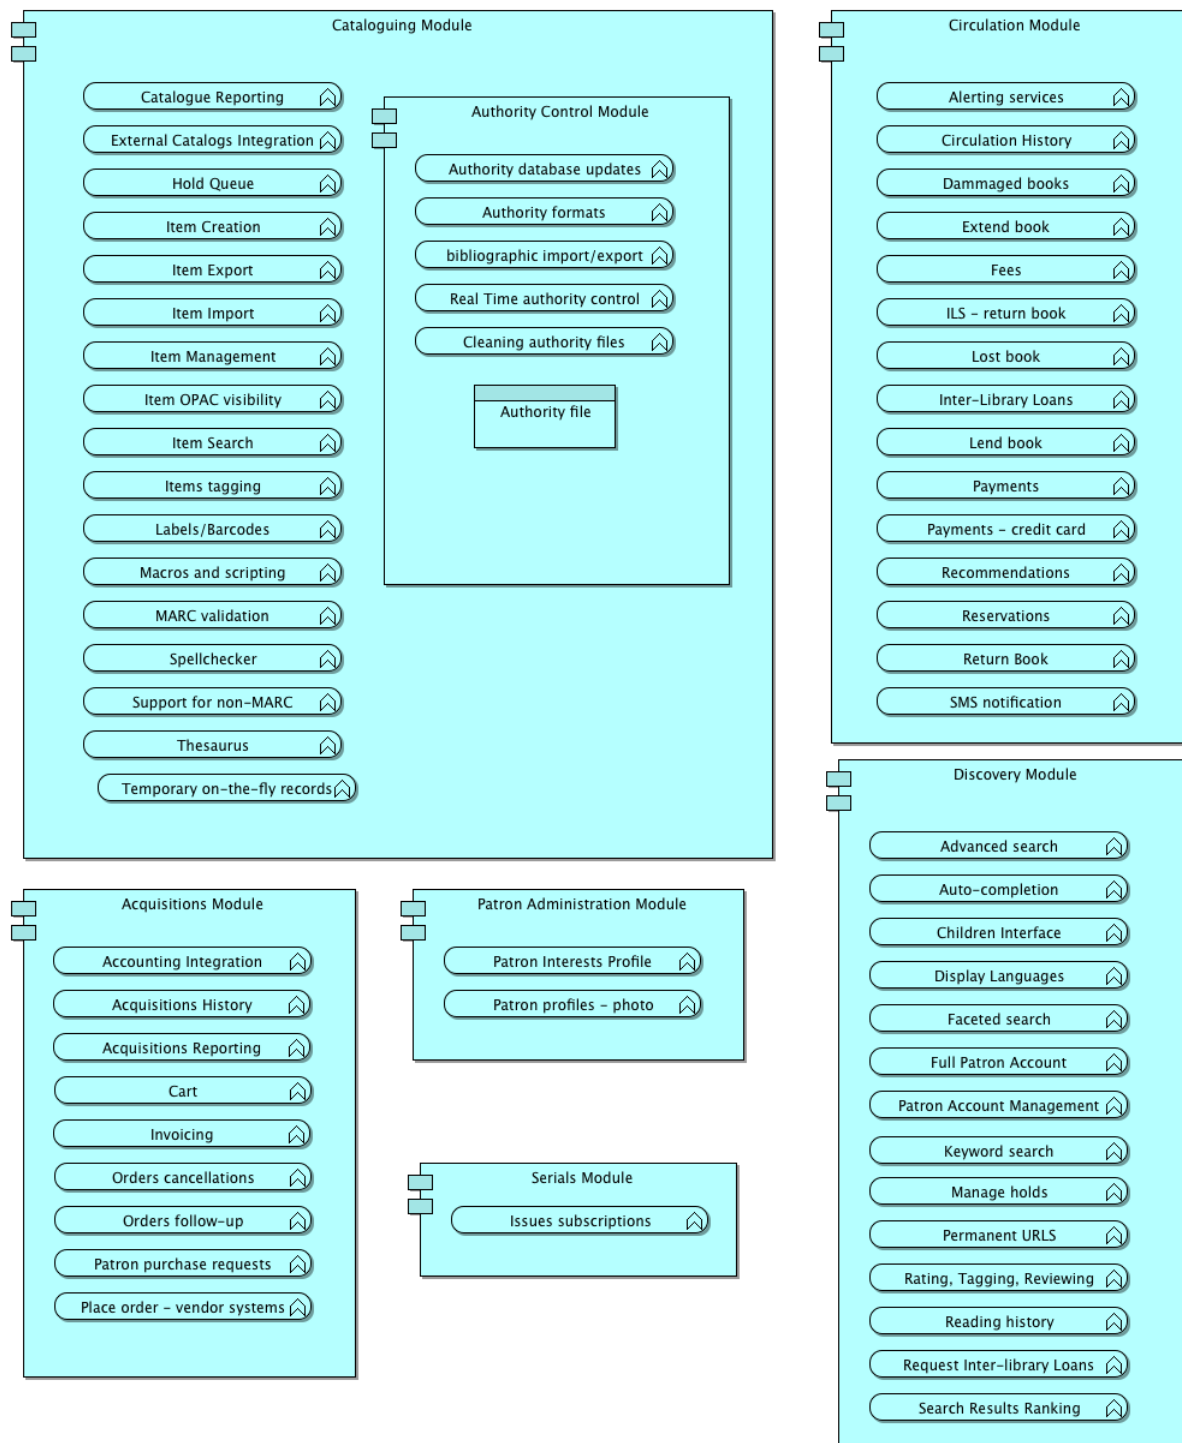 Cataloguing Module
Catalogue Reporting
External Catalogs Integration
Hold Queue
Item Creation
Item Export
Item Import
Item Management
Item OPAC visibility
Item Search
Items tagging
Labels/Barcodes
Macros and scripting
MARC validation
Spellchecker
Support for non-MARC
Thesaurus
Temporary on-the-fly records
Authority Control Module
Authority database updates
Authority formats
bibliographic import/export
Real Time authority control
Cleaning authority files
Authority file
Circulation Module
Alerting services
Circulation History
Dammaged books
Extend book
Fees
ILS - return book
Lost book
Inter-Library Loans
Lend book
Payments
Payments - credit card
Recommendations
Reservations
Return Book
SMS notification
Acquisitions Module
Accounting Integration
Acquisitions History
Acquisitions Reporting
Cart
Invoicing
Orders cancellations
Orders follow-up
Patron purchase requests
Place order - vendor systems
Patron Administration Module
Patron Interests Profile
Patron profiles - photo
Serials Module
Issues subscriptions
Discovery Module
Advanced search
Auto-completion
Children Interface
Display Languages
Faceted search
Full Patron Account
Patron Account Management
Keyword search
Manage holds
Permanent URLS
Rating, Tagging, Reviewing
Reading history
Request Inter-library Loans
Search Results Ranking